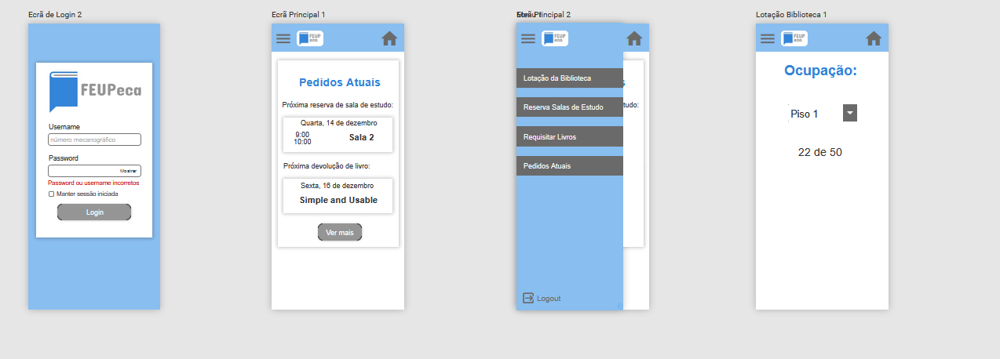 Ecrã de Login 2
FEUPeca
Username
número mecanográfico
Password
Mostrar
Password ou username incorretos
Manter sessão iniciada
Login
Ecrã Principal 1
FEUP
eca
Pedidos Atuais
Próxima reserva de sala de estudo:
Quarta, 14 de dezembro
9:00
10:00
Sala 2
Próxima devolução de livro:
Sexta, 16 de dezembro
Simple and Usable
Ver mais
Principal 2
FEUP
eca
Lotação da Biblioteca
Reserva Salas de Estudo
Requisitar Livros
Pedidos Atuais
s
tudo:
Logout
Lotação Biblioteca 1
FEUP
eca
Ocupação:
Piso 1
22 de 50